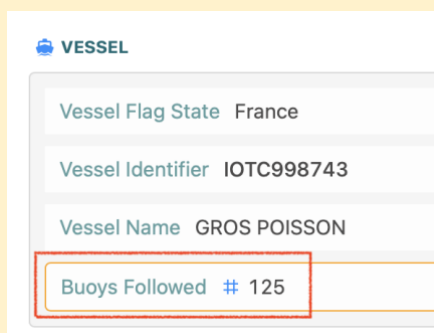 VESSEL
Vessel Flag State France
Vessel Identifier IOTC998743
Vessel Name GROS POISSON
Buoys Followed # 125